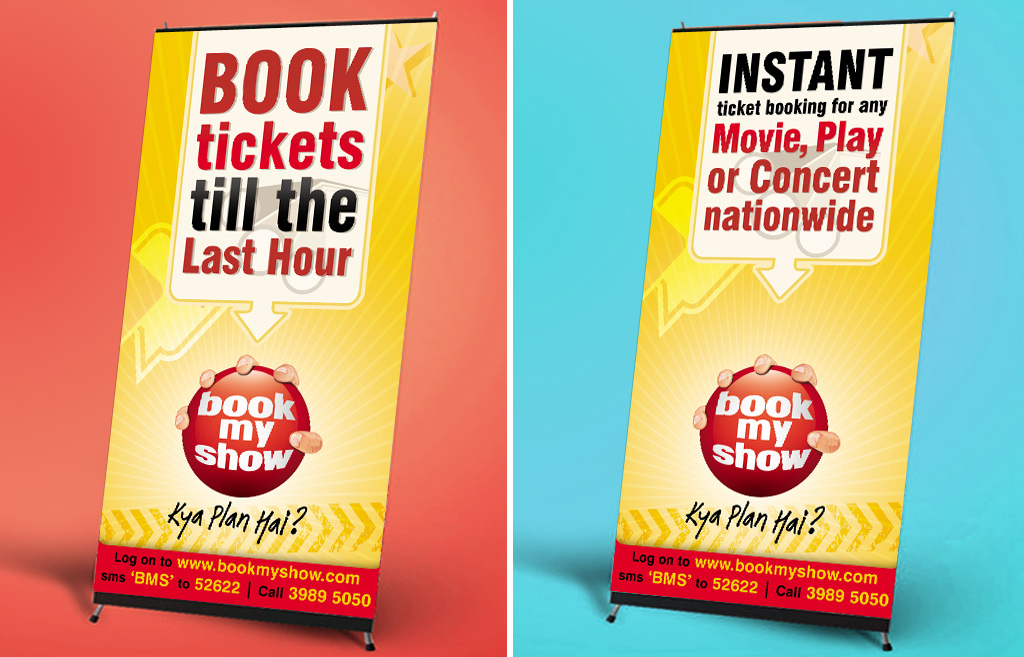 BOOK
tickets
till the
Last Hour
book
my
show
Kya Plan Hai?
Log on to www.bookmyshow.com
sms 'BMS' to 52622 | Call 3989 5050
INSTANT
ticket booking for any
Movie, Play
or Concert
nationwide
book
my
show
Kya Plan Hai?
Log on to www.bookmyshow.com
sms 'BMS' to 52622 | Call 3989 5050